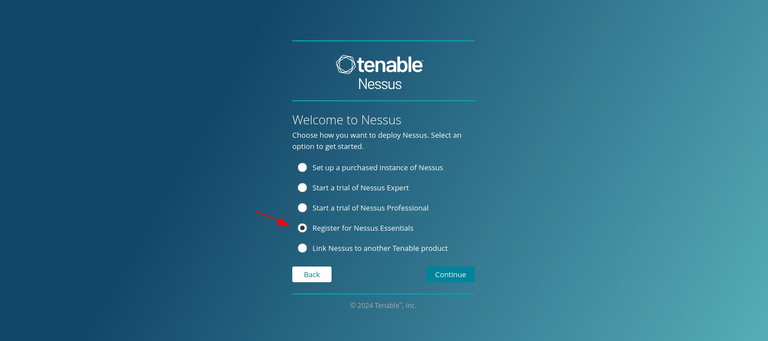 tenable
Nessus
Welcome to Nessus
Choose how you want to deploy Nessus. Select an
option to get started.
Set up a purchased instance of Nessus
Start a trial of Nessus Expert
Start a trial of Nessus Professional
Register for Nessus Essentials
Link Nessus to another Tenable product
Back
Continue
© 2024 Tenable™, Inc.